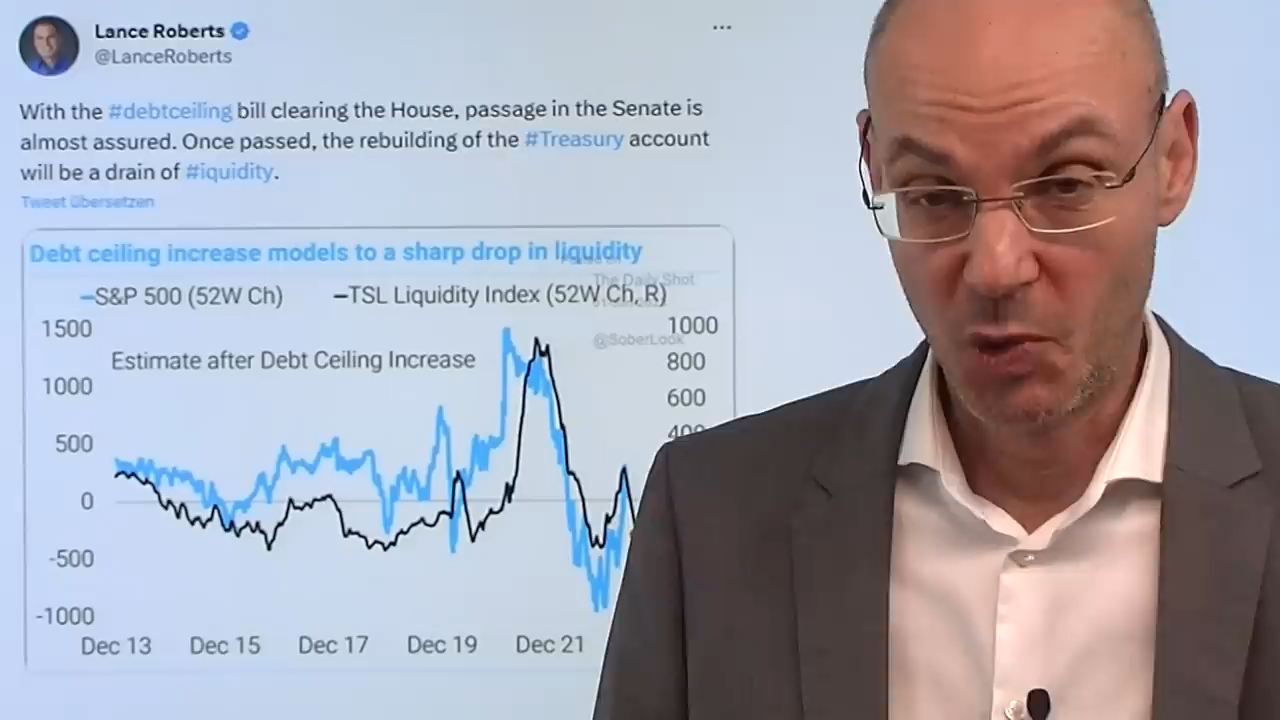 Lance Roberts
@LanceRoberts
With the #debtceiling bill clearing the House, passage in the Senate is
almost assured. Once passed, the rebuilding of the #Treasury account
will be a drain of #iquidity.
Tweet übersetzen
Debt ceiling increase models to a sharp drop in liquidity
The Daily Shot
S&P 500 (52W Ch)
TSL Liquidity Index (52W Ch, R)
@SoberLook
Estimate after Debt Ceiling Increase
1500
1000
500
0
-500
-1000
1000
800
600
400
Dec 13
Dec 15
Dec 17
Dec 19
Dec 21